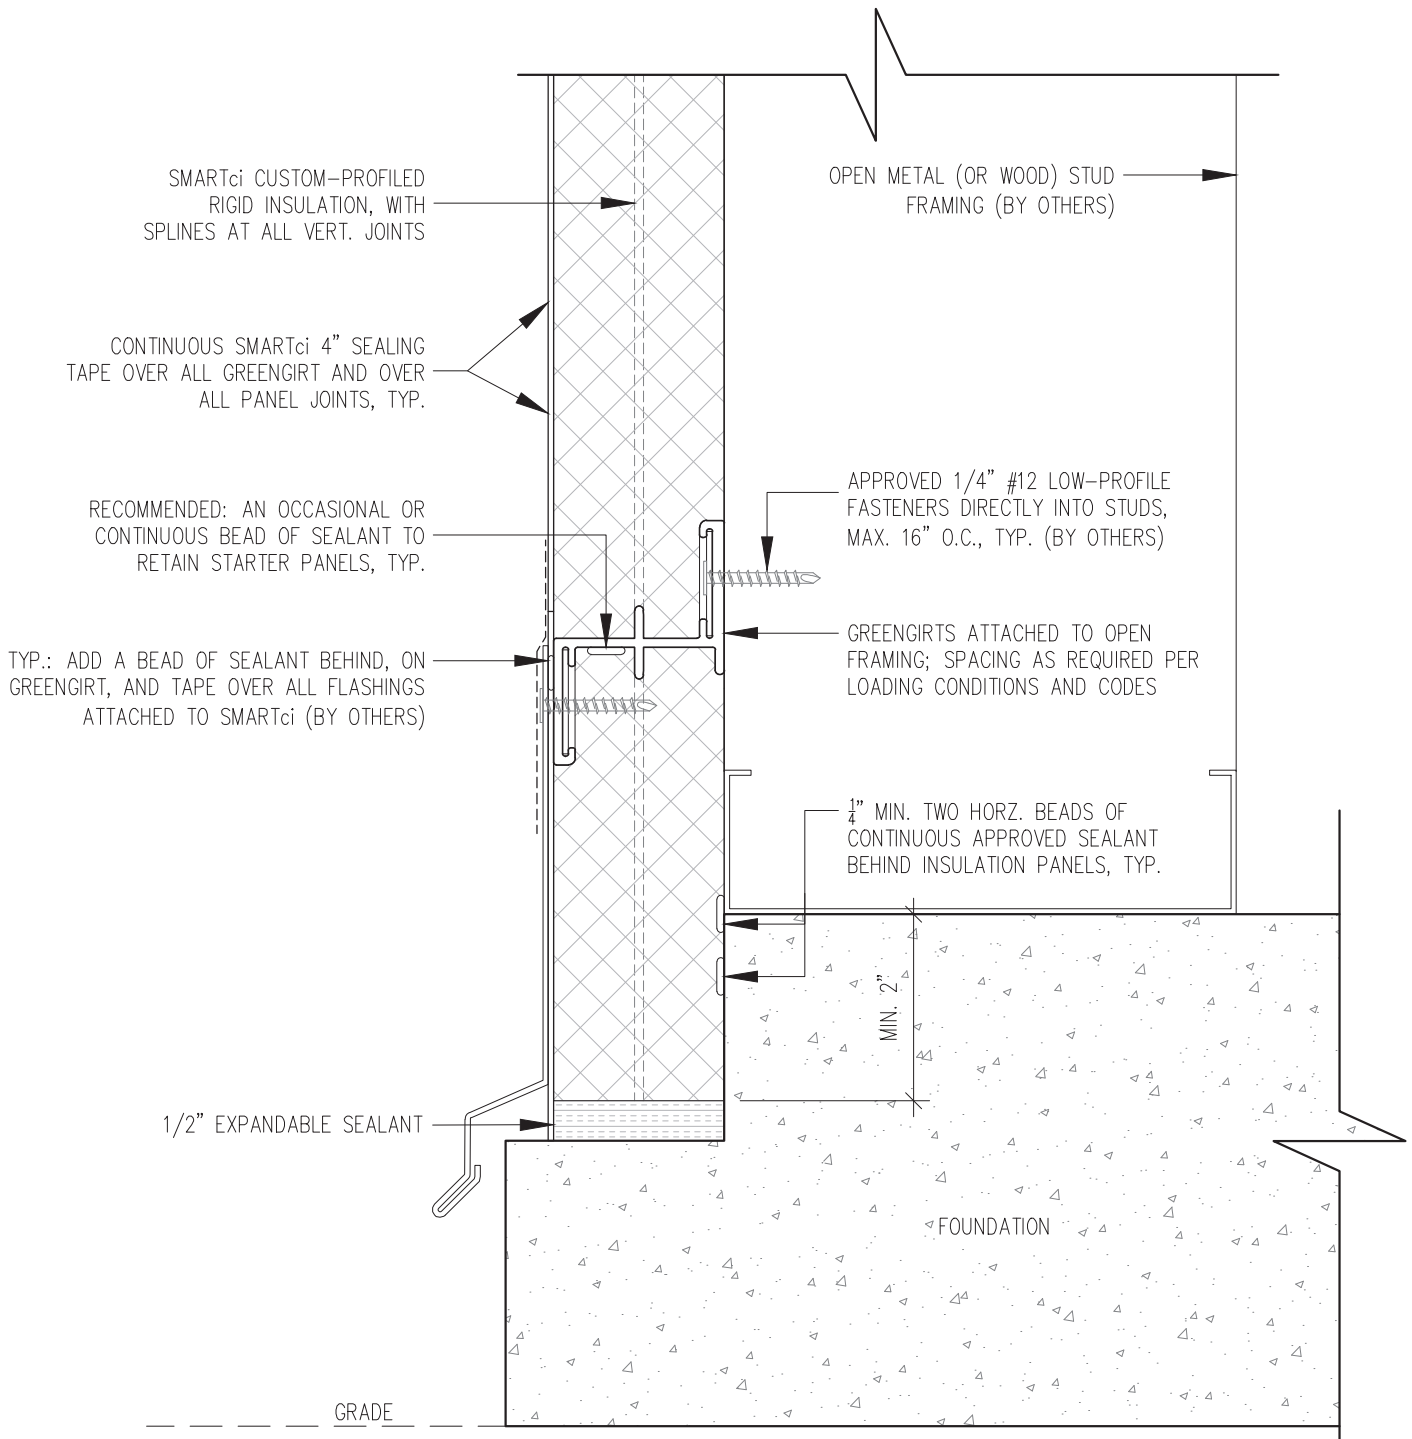 SMARTci CUSTOM-PROFILED
RIGID INSULATION, WITH
SPLINES AT ALL VERT. JOINTS
OPEN METAL (OR WOOD) STUD
FRAMING (BY OTHERS)
CONTINUOUS SMARTci 4" SEALING
TAPE OVER ALL GREENGIRT AND OVER
ALL PANEL JOINTS, TYP.
RECOMMENDED: AN OCCASIONAL OR
CONTINUOUS BEAD OF SEALANT TO
RETAIN STARTER PANELS, TYP.
APPROVED 1/4" #12 LOW-PROFILE
FASTENERS DIRECTLY INTO STUDS,
MAX. 16" O.C., TYP. (BY OTHERS)
TYP.: ADD A BEAD OF SEALANT BEHIND, ON
GREENGIRT, AND TAPE OVER ALL FLASHINGS
ATTACHED TO SMARTci (BY OTHERS)
GREENGIRTS ATTACHED TO OPEN
FRAMING; SPACING AS REQUIRED PER
LOADING CONDITIONS AND CODES
1/4" MIN. TWO HORZ. BEADS OF
CONTINUOUS APPROVED SEALANT
BEHIND INSULATION PANELS, TYP.
MIN. 2"
1/2" EXPANDABLE SEALANT
FOUNDATION
GRADE